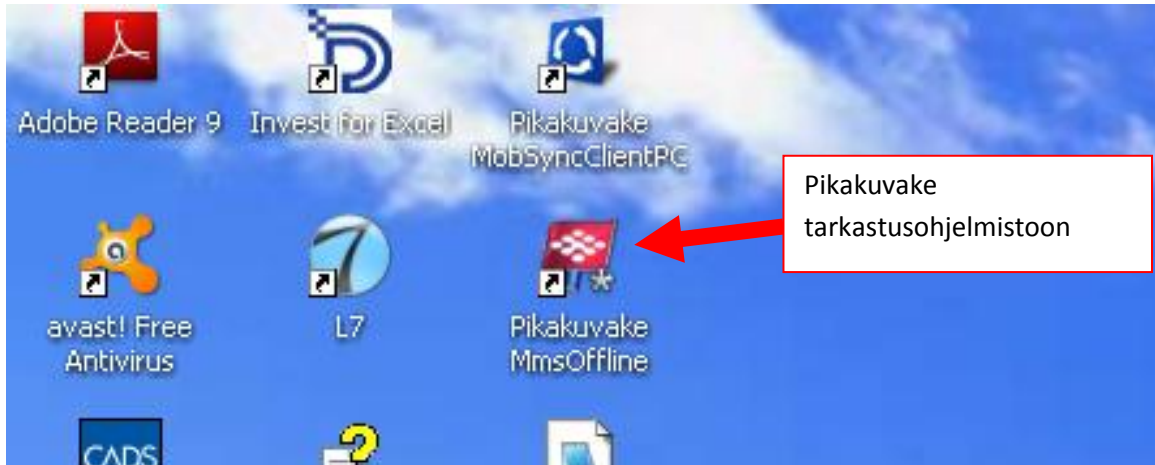 Adobe Reader 9
Invest for Excel
Pikakuvake
MobSyncClientPC
Pikakuvake
tarkastusohjelmistoon
avast! Free
Antivirus
L7
Pikakuvake
MmsOffline
CADS